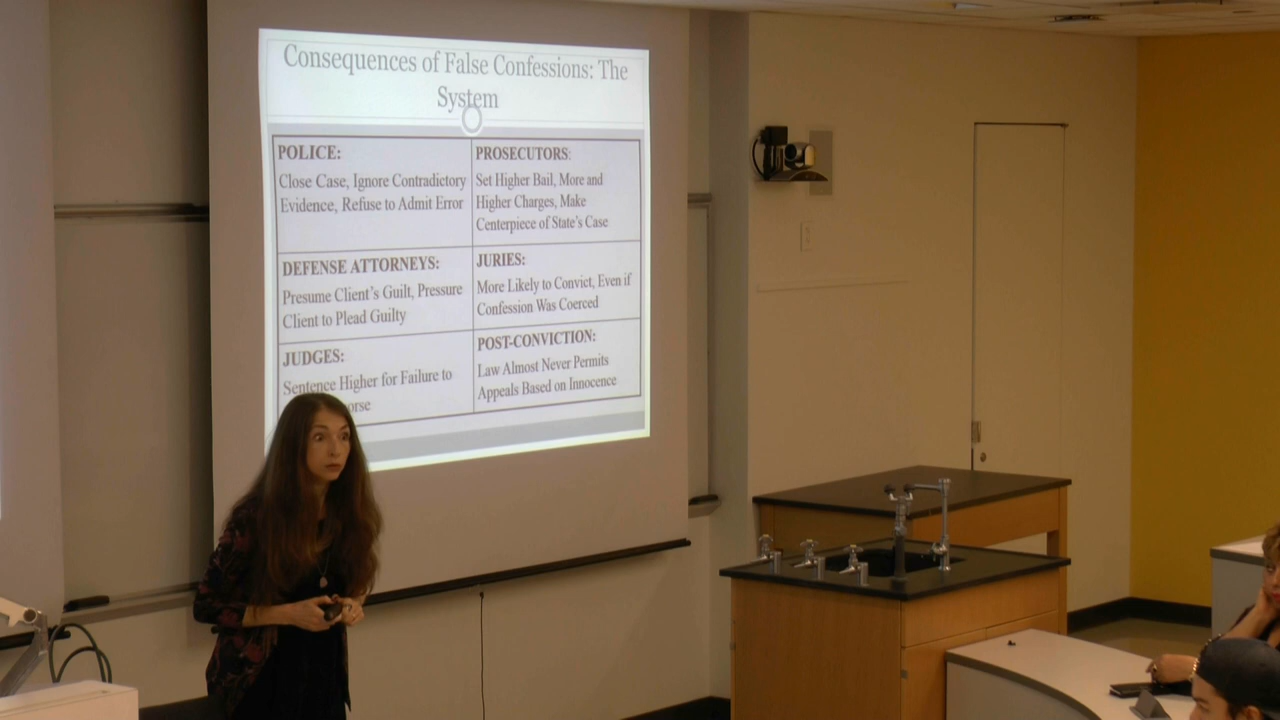 Consequences of False Confessions: The
System
POLICE:
Close Case, Ignore Contradictory
Evidence, Refuse to Admit Error
PROSECUTORS:
Set Higher Bail, More and
Higher Charges, Make
Centerpiece of State's Case
DEFENSE ATTORNEYS:
Presume Client's Guilt, Pressure
Client to Plead Guilty
JURIES:
More Likely to Convict, Even if
Confession Was Coerced
JUDGES:
Sentence Higher for Failure to
POST-CONVICTION:
Law Almost Never Permits
Appeals Based on Innocence